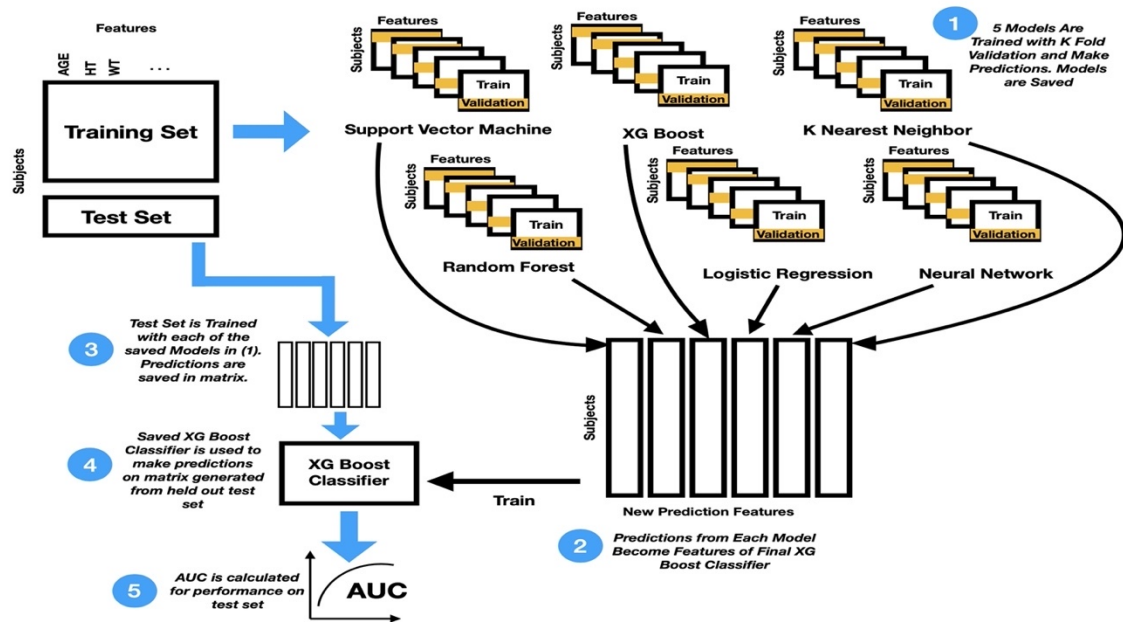 Features
AGE
HT
WT
. . .
Subjects
Training Set
Test Set
Features
Subjects
Train
Validation
Support Vector Machine
Features
Subjects
Train
Validation
XG Boost
Features
Subjects
Train
Validation
K Nearest Neighbor
1
5 Models Are
Trained with K Fold
Validation and Make
Predictions. Models
are Saved
Features
Subjects
Train
Validation
Random Forest
Features
Subjects
Train
Validation
Logistic Regression
Features
Subjects
Train
Validation
Neural Network
3
Test Set is Trained
with each of the
saved Models in (1).
Predictions are
saved in matrix.
Subjects
New Prediction Features
2
Predictions from Each Model
Become Features of Final XG
Boost Classifier
Train
4
Saved XG Boost
Classifier is used to
make predictions
on matrix generated
from held out test
set
XG Boost
Classifier
5
AUC is calculated
for performance on
test set
AUC